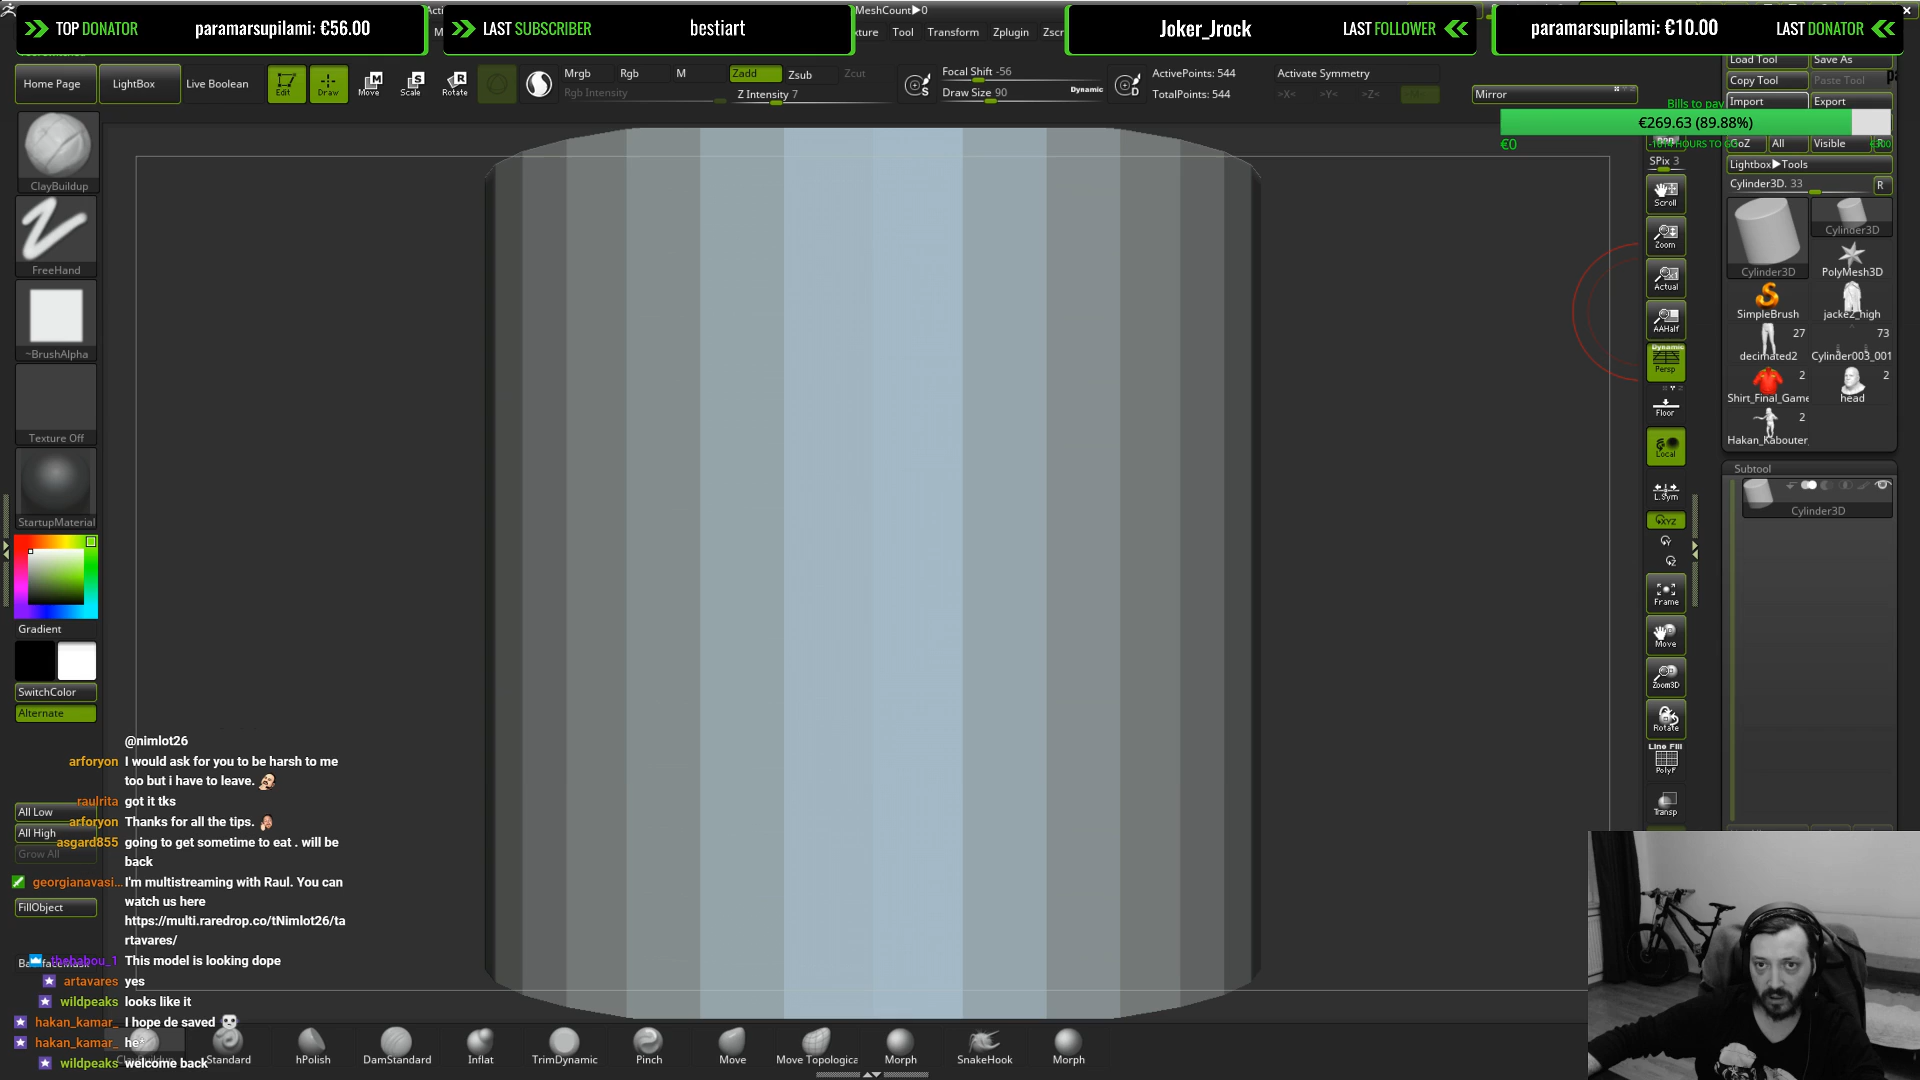 TOP DONATOR
paramarsupilami: €56.00
LAST SUBSCRIBER
bestiart
MeshCount▶0
Joker_Jrock
LAST FOLLOWER
paramarsupilami: €10.00
LAST DONATOR
Tool
Transform
Zplugin
Load Tool
Save As
Copy Tool
Paste Tool
Import
Export
Bills to pay
€269.63 (89.88%)
€0
GoZ
All
Visible
R
Lightbox▶Tools
Cylinder3D. 33
R
Home Page
LightBox
Live Boolean
Edit
Draw
Move
Scale
Rotate
Mrgb
Rgb
M
Zadd
Zsub
Zcut
Rgb Intensity
Z Intensity 7
Focal Shift -56
Draw Size 90
Dynamic
ActivePoints: 544
TotalPoints: 544
Activate Symmetry
>X<
>Y<
>Z<
Mirror
ClayBuildup
FreeHand
~BrushAlpha
Texture Off
StartupMaterial
Gradient
SwitchColor
Alternate
All Low
All High
Grow All
FillObject
SPix 3
Scroll
Zoom
Actual
AAHalf
Dynamic
Persp
Floor
Local
L.Sym
XYZ
Frame
Move
Zoom3D
Rotate
Line Fill
PolyF
Transp
Cylinder3D
Cylinder3D
PolyMesh3D
SimpleBrush
jacke2_high
27
73
decimated2
Cylinder003_001
2
2
Shirt_Final_Game
head
2
Hakan_Kabouter
Subtool
Cylinder3D
@nimlot26
arforyon I would ask for you to be harsh to me
too but i have to leave.
raulrita got it tks
arforyon Thanks for all the tips.
asgard855 going to get sometime to eat . will be
back
georgianavasi... I'm multistreaming with Raul. You can
watch us here
https://multi.raredrop.co/tNimlot26/ta
rtavares/
thebabou_1 This model is looking dope
artavares yes
wildpeaks looks like it
hakan_kamar_ I hope de saved
hakan_kamar_ he*
wildpeaks welcome back
Standard
hPolish
DamStandard
Inflat
TrimDynamic
Pinch
Move
Move Topologica
Morph
SnakeHook
Morph